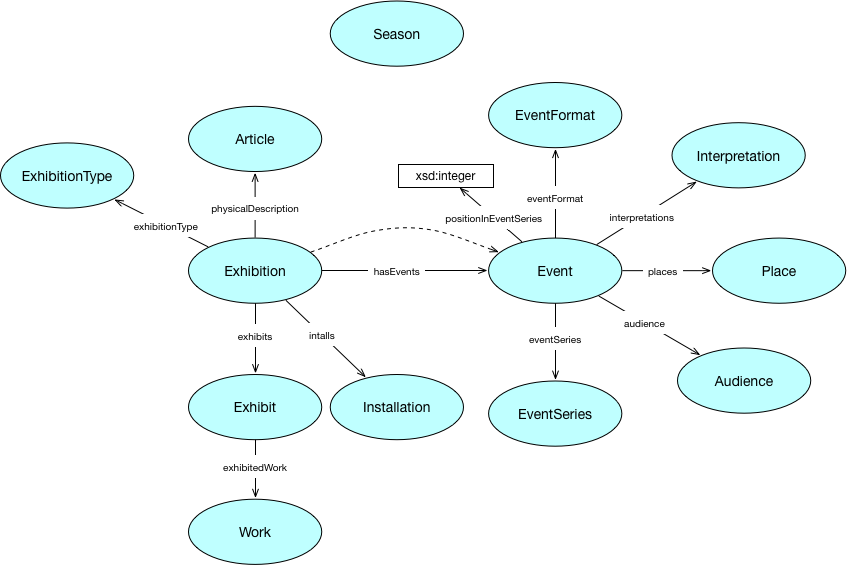 Season
EventFormat
Article
Interpretation
ExhibitionType
xsd:integer
eventFormat
physicalDescription
positionInEventSeries
interpretations
exhibitionType
Exhibition
hasEvents
Event
places
Place
audience
exhibits
intalls
eventSeries
Audience
Exhibit
Installation
EventSeries
exhibitedWork
Work